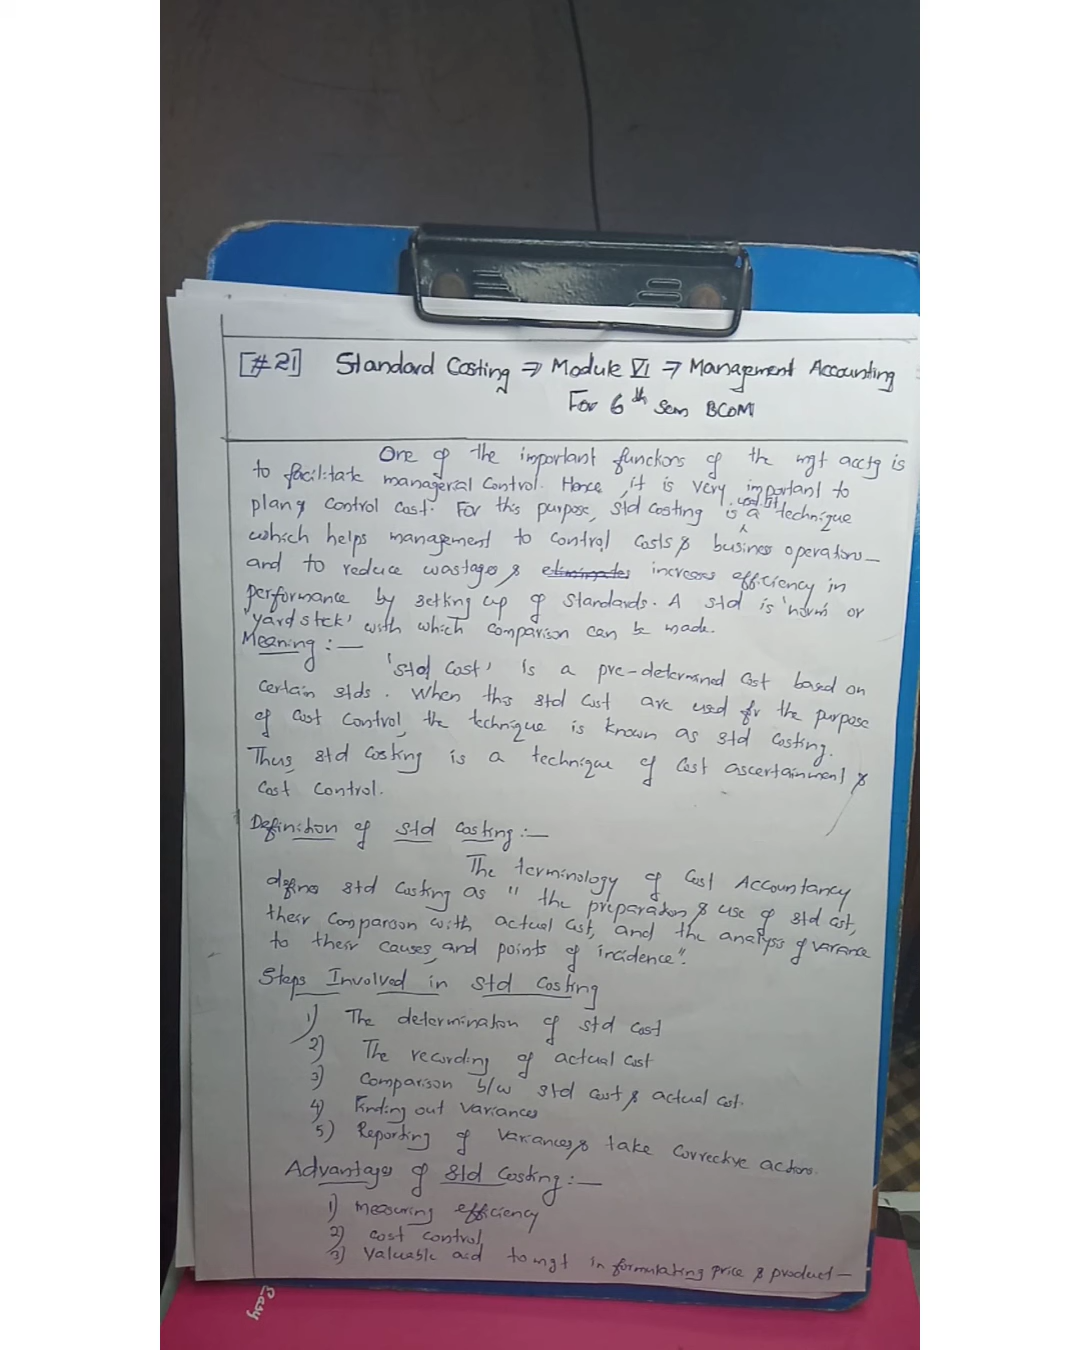 [#21] Standard Costing ⇒ Module VI → Management Accounting
For 6th Sem BCOM
One of the important functions of the mgt acctg is
to facilitate managerial Control. Hence, it is very important to
plan & Control Cost. For this purpose, Std Costing is a useful technique
which helps management to control costs & business operations
and to reduce wastages & eliminates increases efficiency in
performance by setting up of standards. A std is 'norm' or
'yard stick' with which comparison can be made.
Meaning :—
'Std Cost' is a pre-determined Cost based on
certain stds. When this std Cost are used for the purpose
of Cost Control, the technique is known as std Costing.
Thus, std Costing is a technique of Cost ascertainment &
Cost Control.
Definition of std Costing :—
The terminology of Cost Accountancy
defines std Costing as " the preparation & use of std cost,
their Comparison with actual Cost, and the analysis of variance
to their causes, and points of incidence".
Steps Involved in std Costing
1) The determination of std Cost
2) The recording of actual Cost
3) Comparison b/w std cost & actual cost.
4) Finding out Variances
5) Reporting of Variances & take Corrective actions.
Advantages of std Costing :—
1) measuring efficiency
2) cost control
3) Valuable aid to mgt in formulating price & product —
Easy